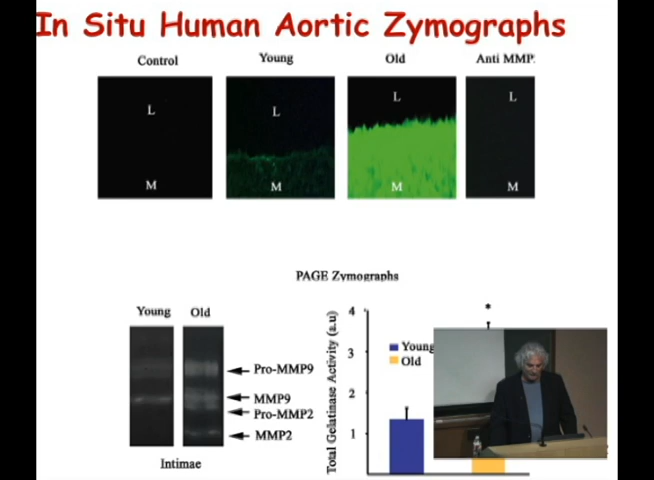 In Situ Human Aortic Zymographs
Control Young Old Anti MMP
L L L L
M M M M
PAGE Zymographs
Young Old
Pro-MMP9
MMP9
Pro-MMP2
MMP2
Intimae
Total Gelatinase Activity (a.u)
4
3
2
1
*
Young
Old